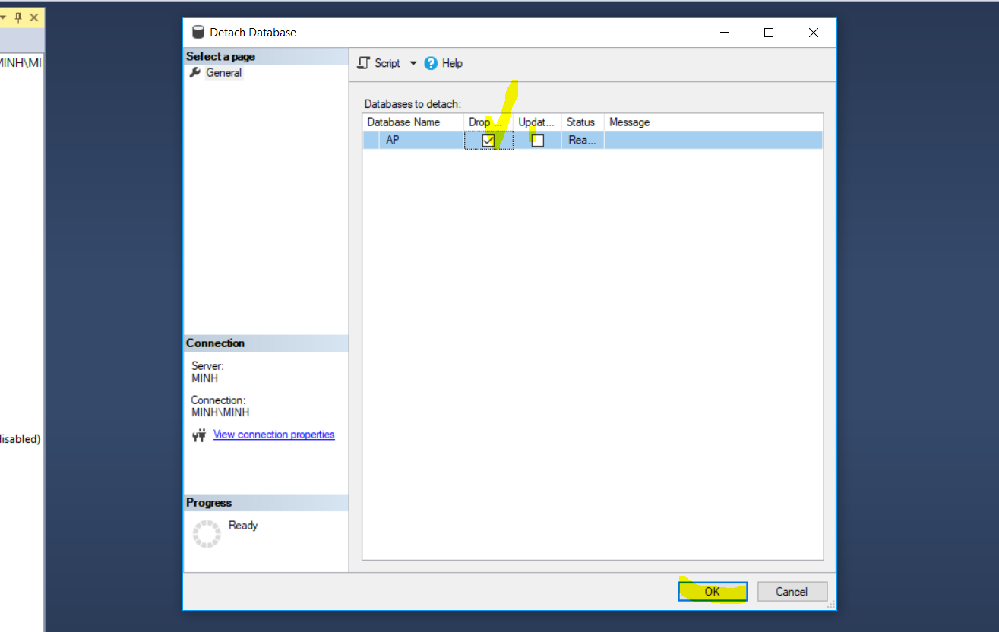 Detach Database
MINH\MI
Select a page
General
Script
Help
Databases to detach:
Database Name Drop ... Updat... Status Message
AP Rea...
Connection
Server:
MINH
Connection:
MINH\MINH
View connection properties
isabled)
Progress
Ready
OK Cancel